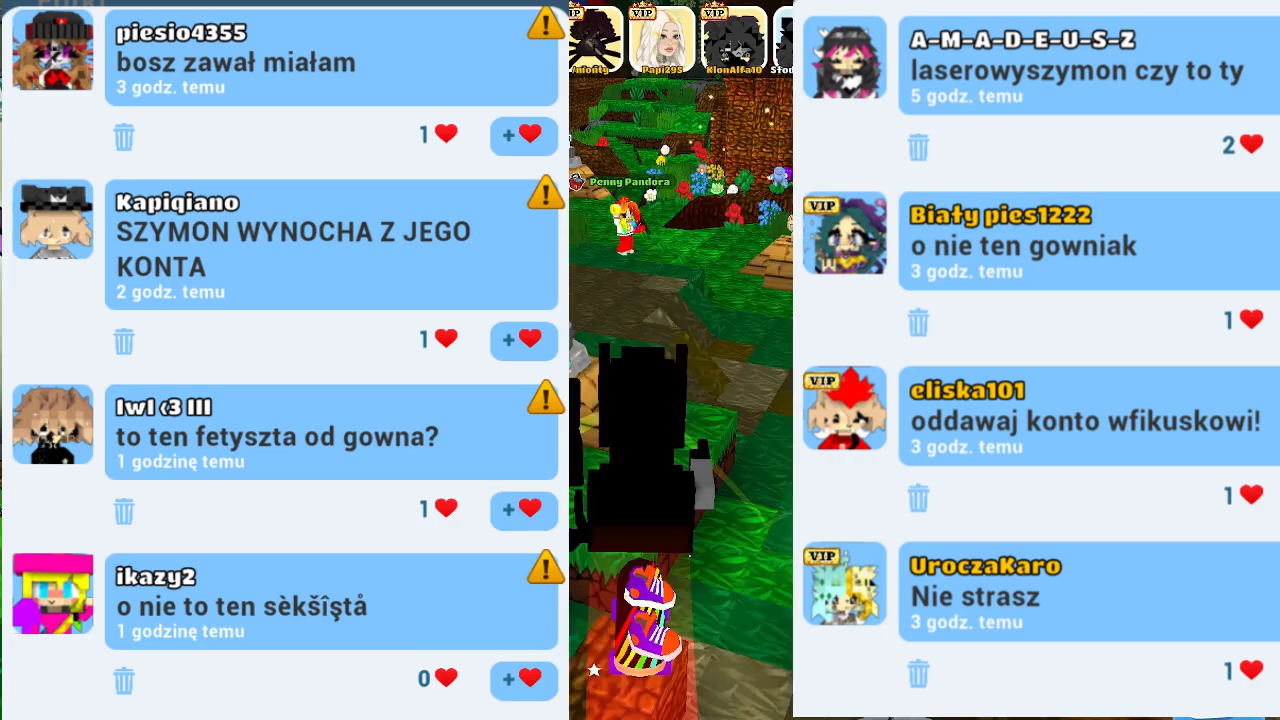 piesio4355
bosz zawał miałam
3 godz. temu
1
+
Kapiqiano
SZYMON WYNOCHA Z JEGO
KONTA
2 godz. temu
1
+
lwl <3 lll
to ten fetyszta od gowna?
1 godzinę temu
1
+
ikazy2
o nie to ten sèkšîştå
1 godzinę temu
0
+
VIP
VIP
VIP
Papi295
KlonAlfa10
Penny Pandora
A-M-A-D-E-U-S-Z
laserowyszymon czy to ty
5 godz. temu
2
VIP
Biały pies1222
o nie ten gowniak
3 godz. temu
1
VIP
eliska101
oddawaj konto wfikuskowi!
3 godz. temu
1
VIP
UroczaKaro
Nie strasz
3 godz. temu
1